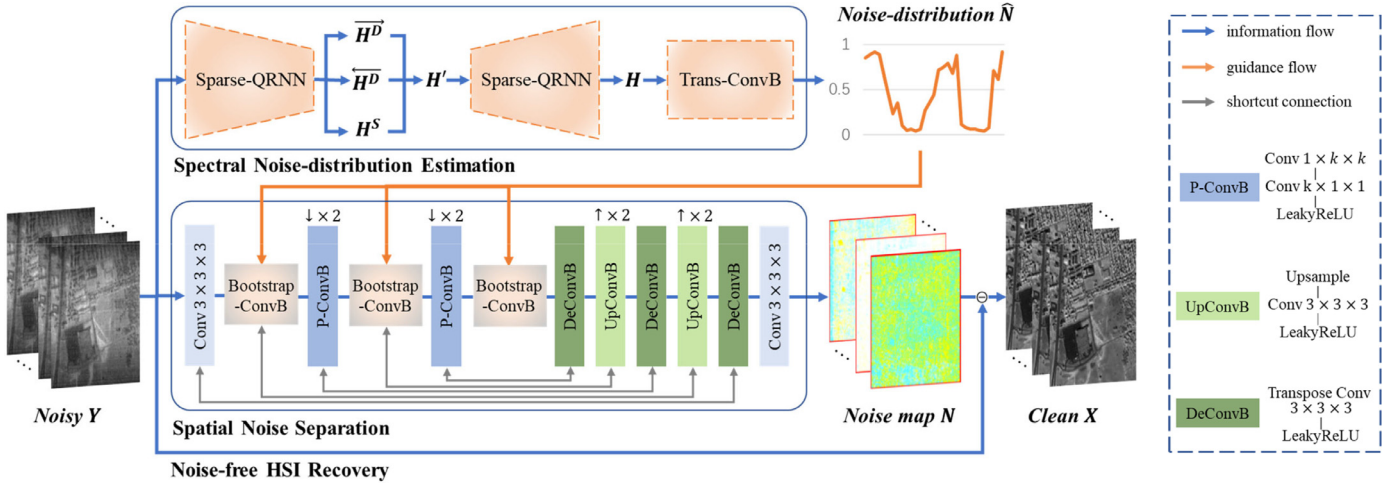 Noise-distribution N̂
1
0.5
0
Sparse-QRNN
H^D
H^D
H^S
H′
Sparse-QRNN
H
Trans-ConvB
Spectral Noise-distribution Estimation
Noisy Y
Conv 3 × 3 × 3
Bootstrap
-ConvB
↓ × 2
P-ConvB
Bootstrap
-ConvB
↓ × 2
P-ConvB
Bootstrap
-ConvB
DeConvB
↑ × 2
UpConvB
DeConvB
↑ × 2
UpConvB
DeConvB
Conv 3 × 3 × 3
Spatial Noise Separation
Noise map N
Clean X
Noise-free HSI Recovery
information flow
guidance flow
shortcut connection
P-ConvB
Conv 1 × k × k
Conv k × 1 × 1
LeakyReLU
UpConvB
Upsample
Conv 3 × 3 × 3
LeakyReLU
DeConvB
Transpose Conv
3 × 3 × 3
LeakyReLU